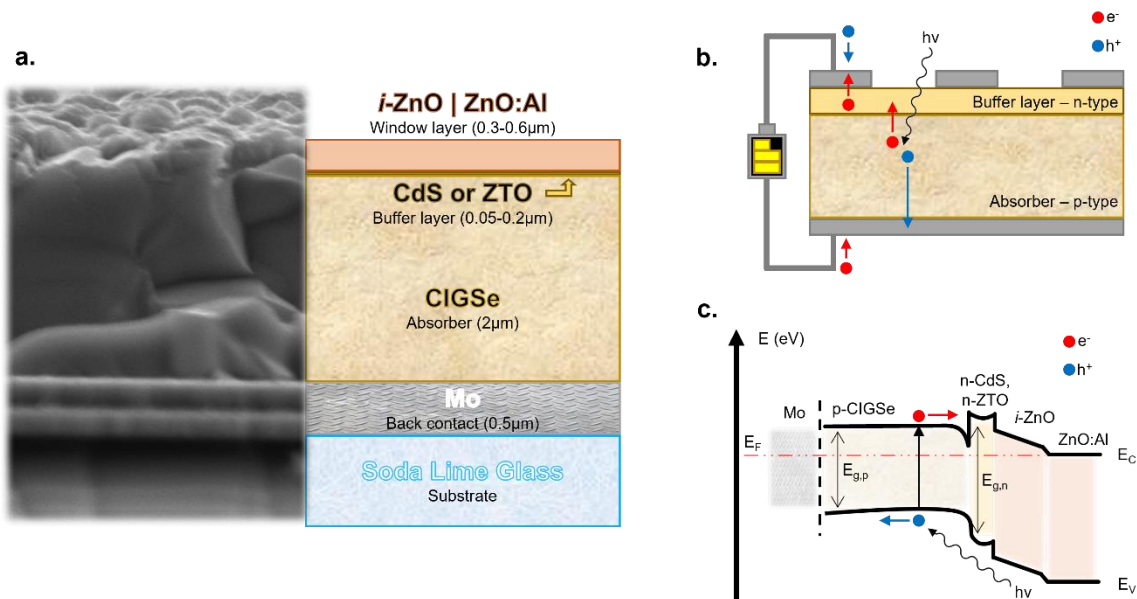 a.
i-ZnO | ZnO:Al
Window layer (0.3-0.6µm)
CdS or ZTO
Buffer layer (0.05-0.2µm)
CIGSe
Absorber (2µm)
Mo
Back contact (0.5µm)
Soda Lime Glass
Substrate
b.
e⁻
h⁺
hν
Buffer layer – n-type
Absorber – p-type
c.
E (eV)
e⁻
h⁺
n-CdS,
n-ZTO
Mo
p-CIGSe
i-ZnO
ZnO:Al
E_F
E_C
E_g,p
E_g,n
hν
E_V